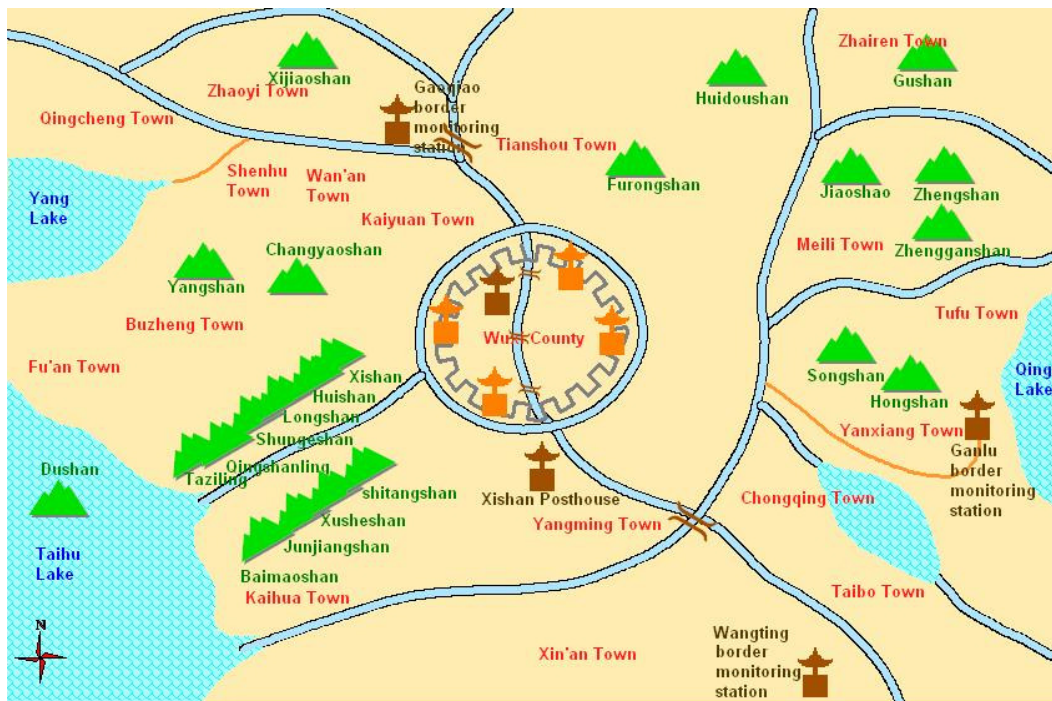 Zhairen Town
Gushan
Xijiaoshan
Zhaoyi Town
Gaoqiao
border
monitoring
station
Huidoushan
Qingcheng Town
Tianshou Town
Furongshan
Shenhu
Town
Wan'an
Town
Jiaoshao
Zhengshan
Yang
Lake
Kaiyuan Town
Meili Town
Zhengganshan
Changyaoshan
Yangshan
Buzheng Town
Tufu Town
Wuxi County
Fu'an Town
Xishan
Huishan
Longshan
Shungeshan
Qingshanling
Taziling
Songshan
Hongshan
Qing
Lake
Yanxiang Town
Ganlu
border
monitoring
station
Dushan
shitangshan
Xusheshan
Junjiangshan
Baimaoshan
Xishan Posthouse
Yangming Town
Chongqing Town
Taihu
Lake
Kaihua Town
Taibo Town
N
Xin'an Town
Wangting
border
monitoring
station